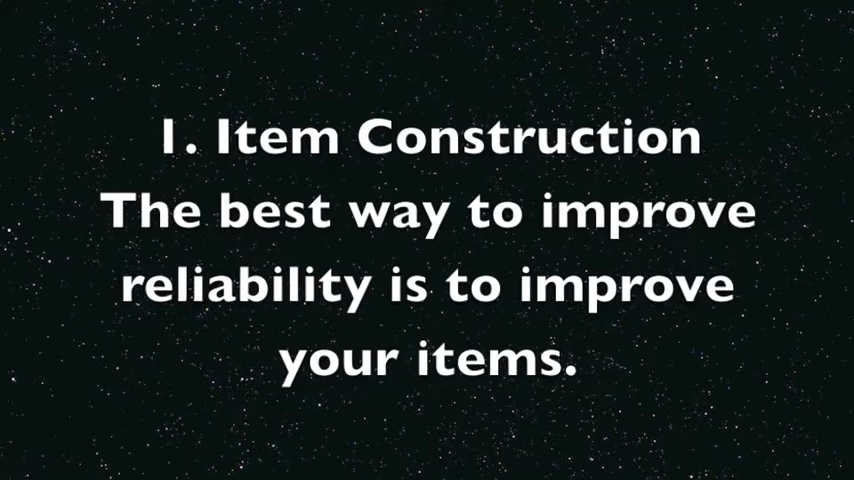 1. Item Construction
The best way to improve
reliability is to improve
your items.